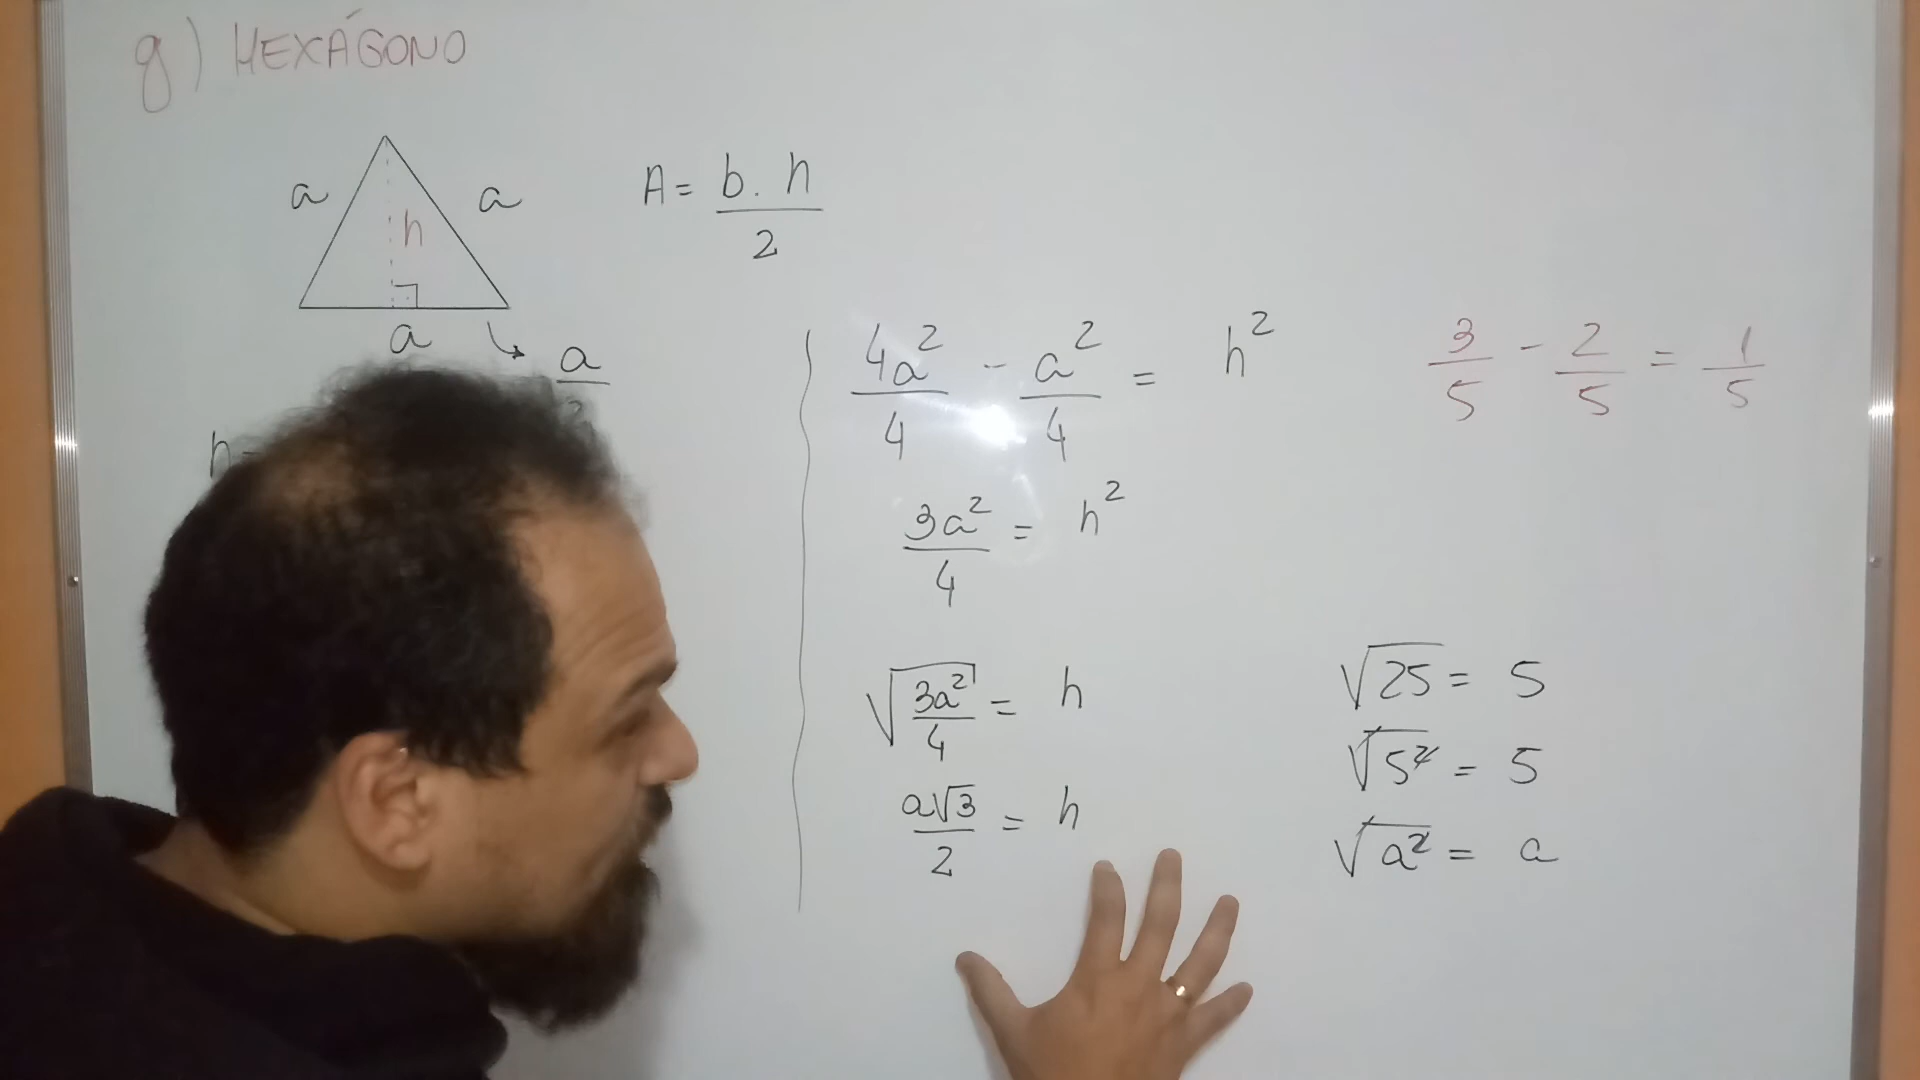 g) HEXÁGONO
a
a
h
a
a
A = b . h / 2
h
4a² / 4 - a² / 4 = h²
3a² / 4 = h²
√(3a² / 4) = h
a√3 / 2 = h
3 / 5 - 2 / 5 = 1 / 5
√25 = 5
√5² = 5
√a² = a